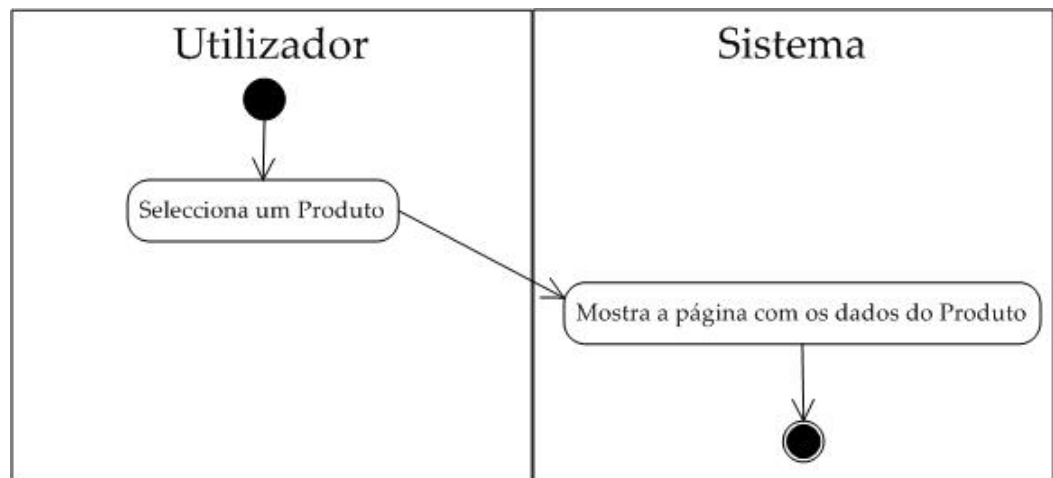 Utilizador
Sistema
Selecciona um Produto
Mostra a página com os dados do Produto